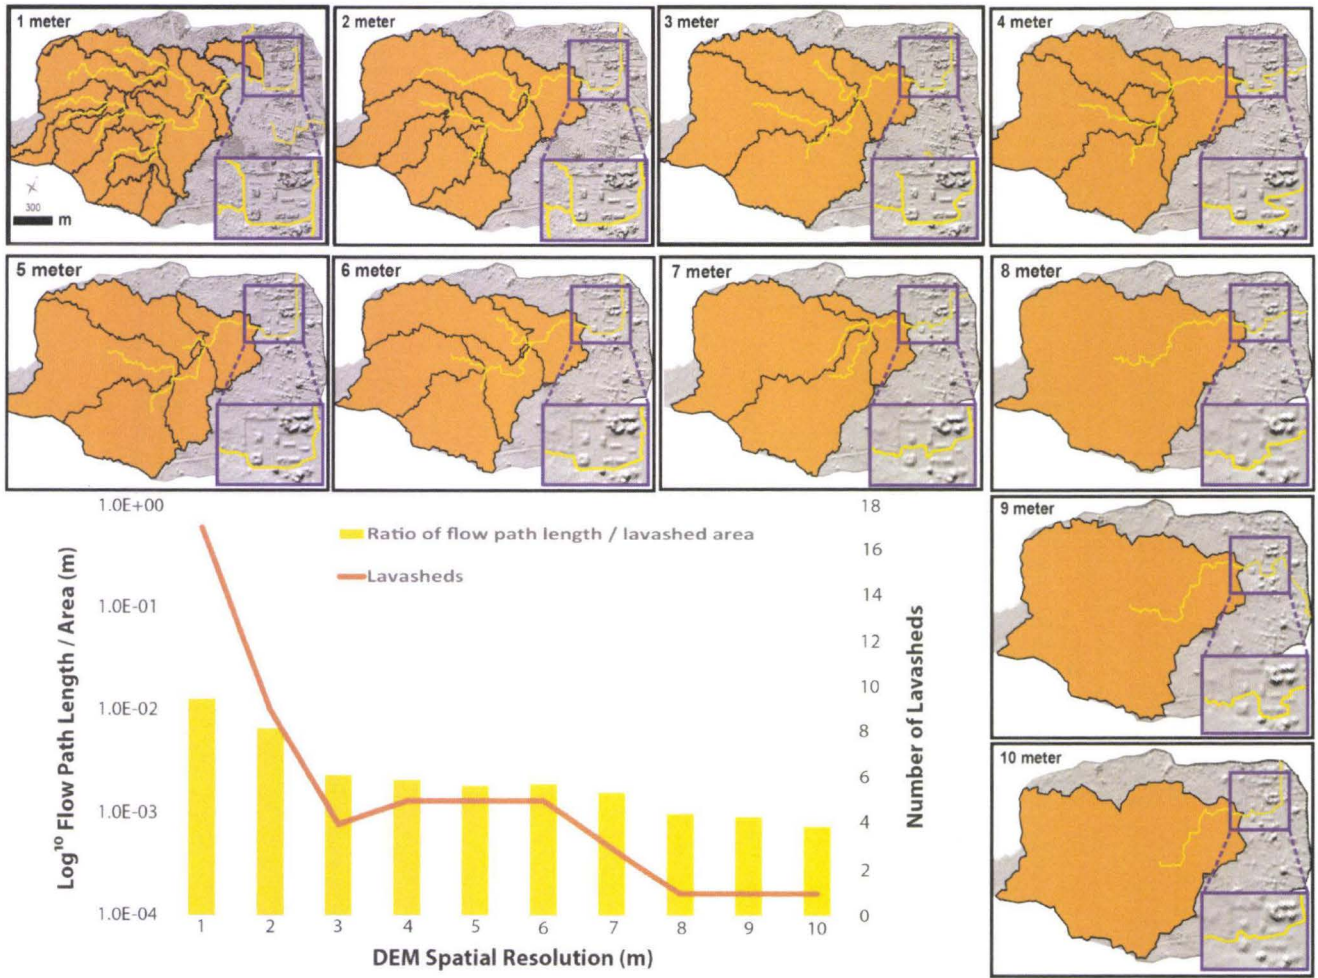 1 meter
2 meter
3 meter
4 meter
300
m
5 meter
6 meter
7 meter
8 meter
9 meter
10 meter
Log¹⁰ Flow Path Length / Area (m)
1.0E+00
1.0E-01
1.0E-02
1.0E-03
1.0E-04
Ratio of flow path length / lavashed area
Lavasheds
18
16
14
12
10
8
6
4
2
0
Number of Lavasheds
1 2 3 4 5 6 7 8 9 10
DEM Spatial Resolution (m)